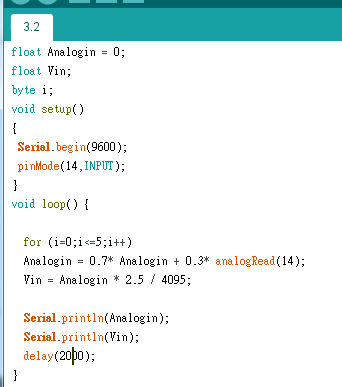 3.2
float Analogin = 0;
float Vin;
byte i;
void setup()
{
Serial.begin(9600);
pinMode(14,INPUT);
}
void loop() {
for (i=0;i<=5;i++)
Analogin = 0.7* Analogin + 0.3* analogRead(14);
Vin = Analogin * 2.5 / 4095;
Serial.println(Analogin);
Serial.println(Vin);
delay(2000);
}